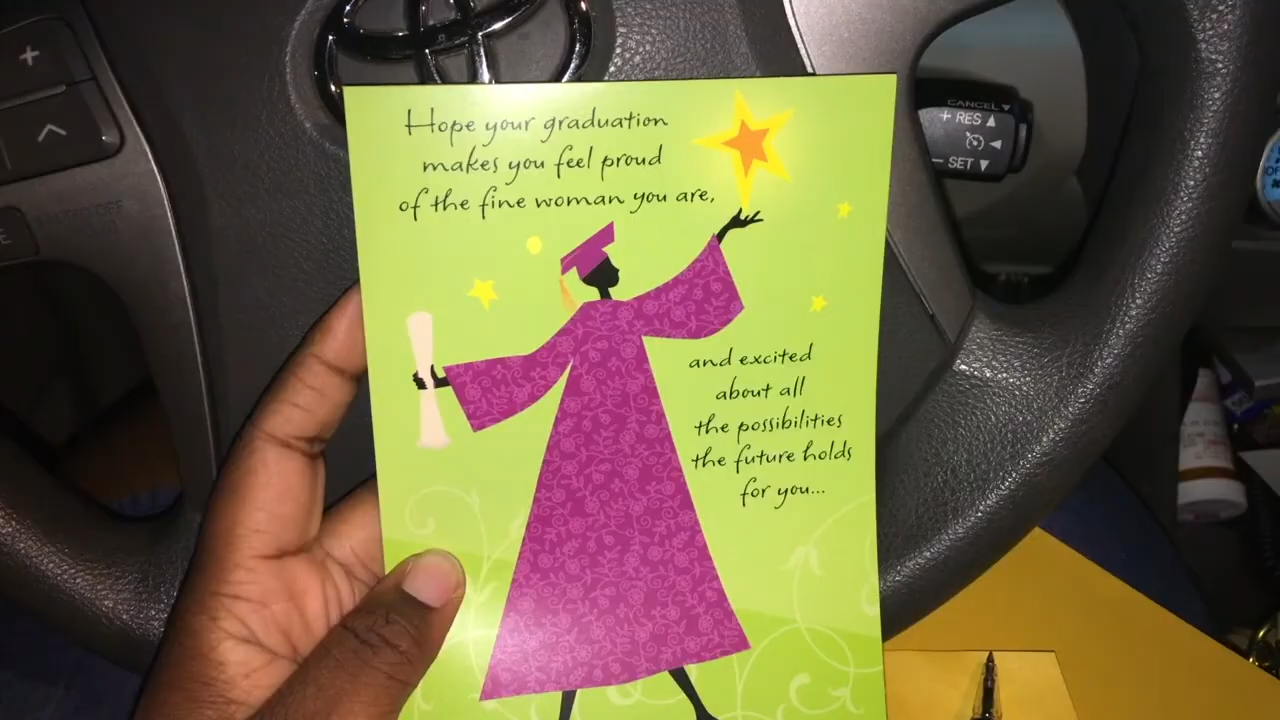 Hope your graduation
makes you feel proud
of the fine woman you are,
and excited
about all
the possibilities
the future holds
for you...
CANCEL▼
+ RES ▲
− SET ▼